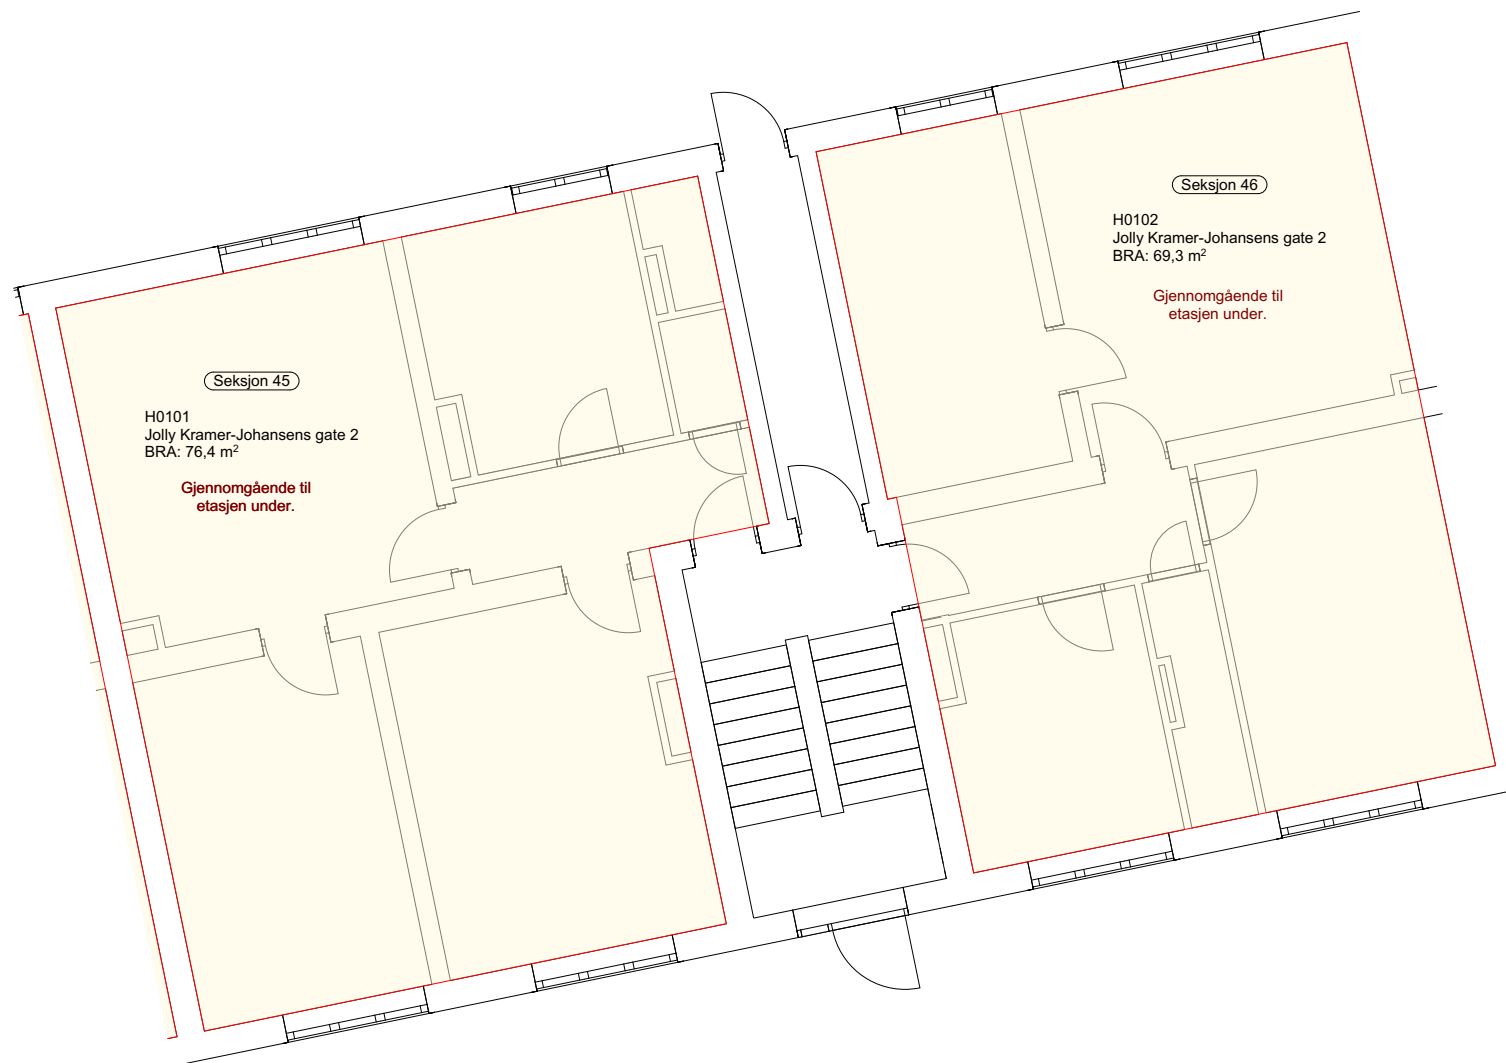 Seksjon 45
H0101
Jolly Kramer-Johansens gate 2
BRA: 76,4 m²
Gjennomgående til
etasjen under.
Seksjon 46
H0102
Jolly Kramer-Johansens gate 2
BRA: 69,3 m²
Gjennomgående til
etasjen under.